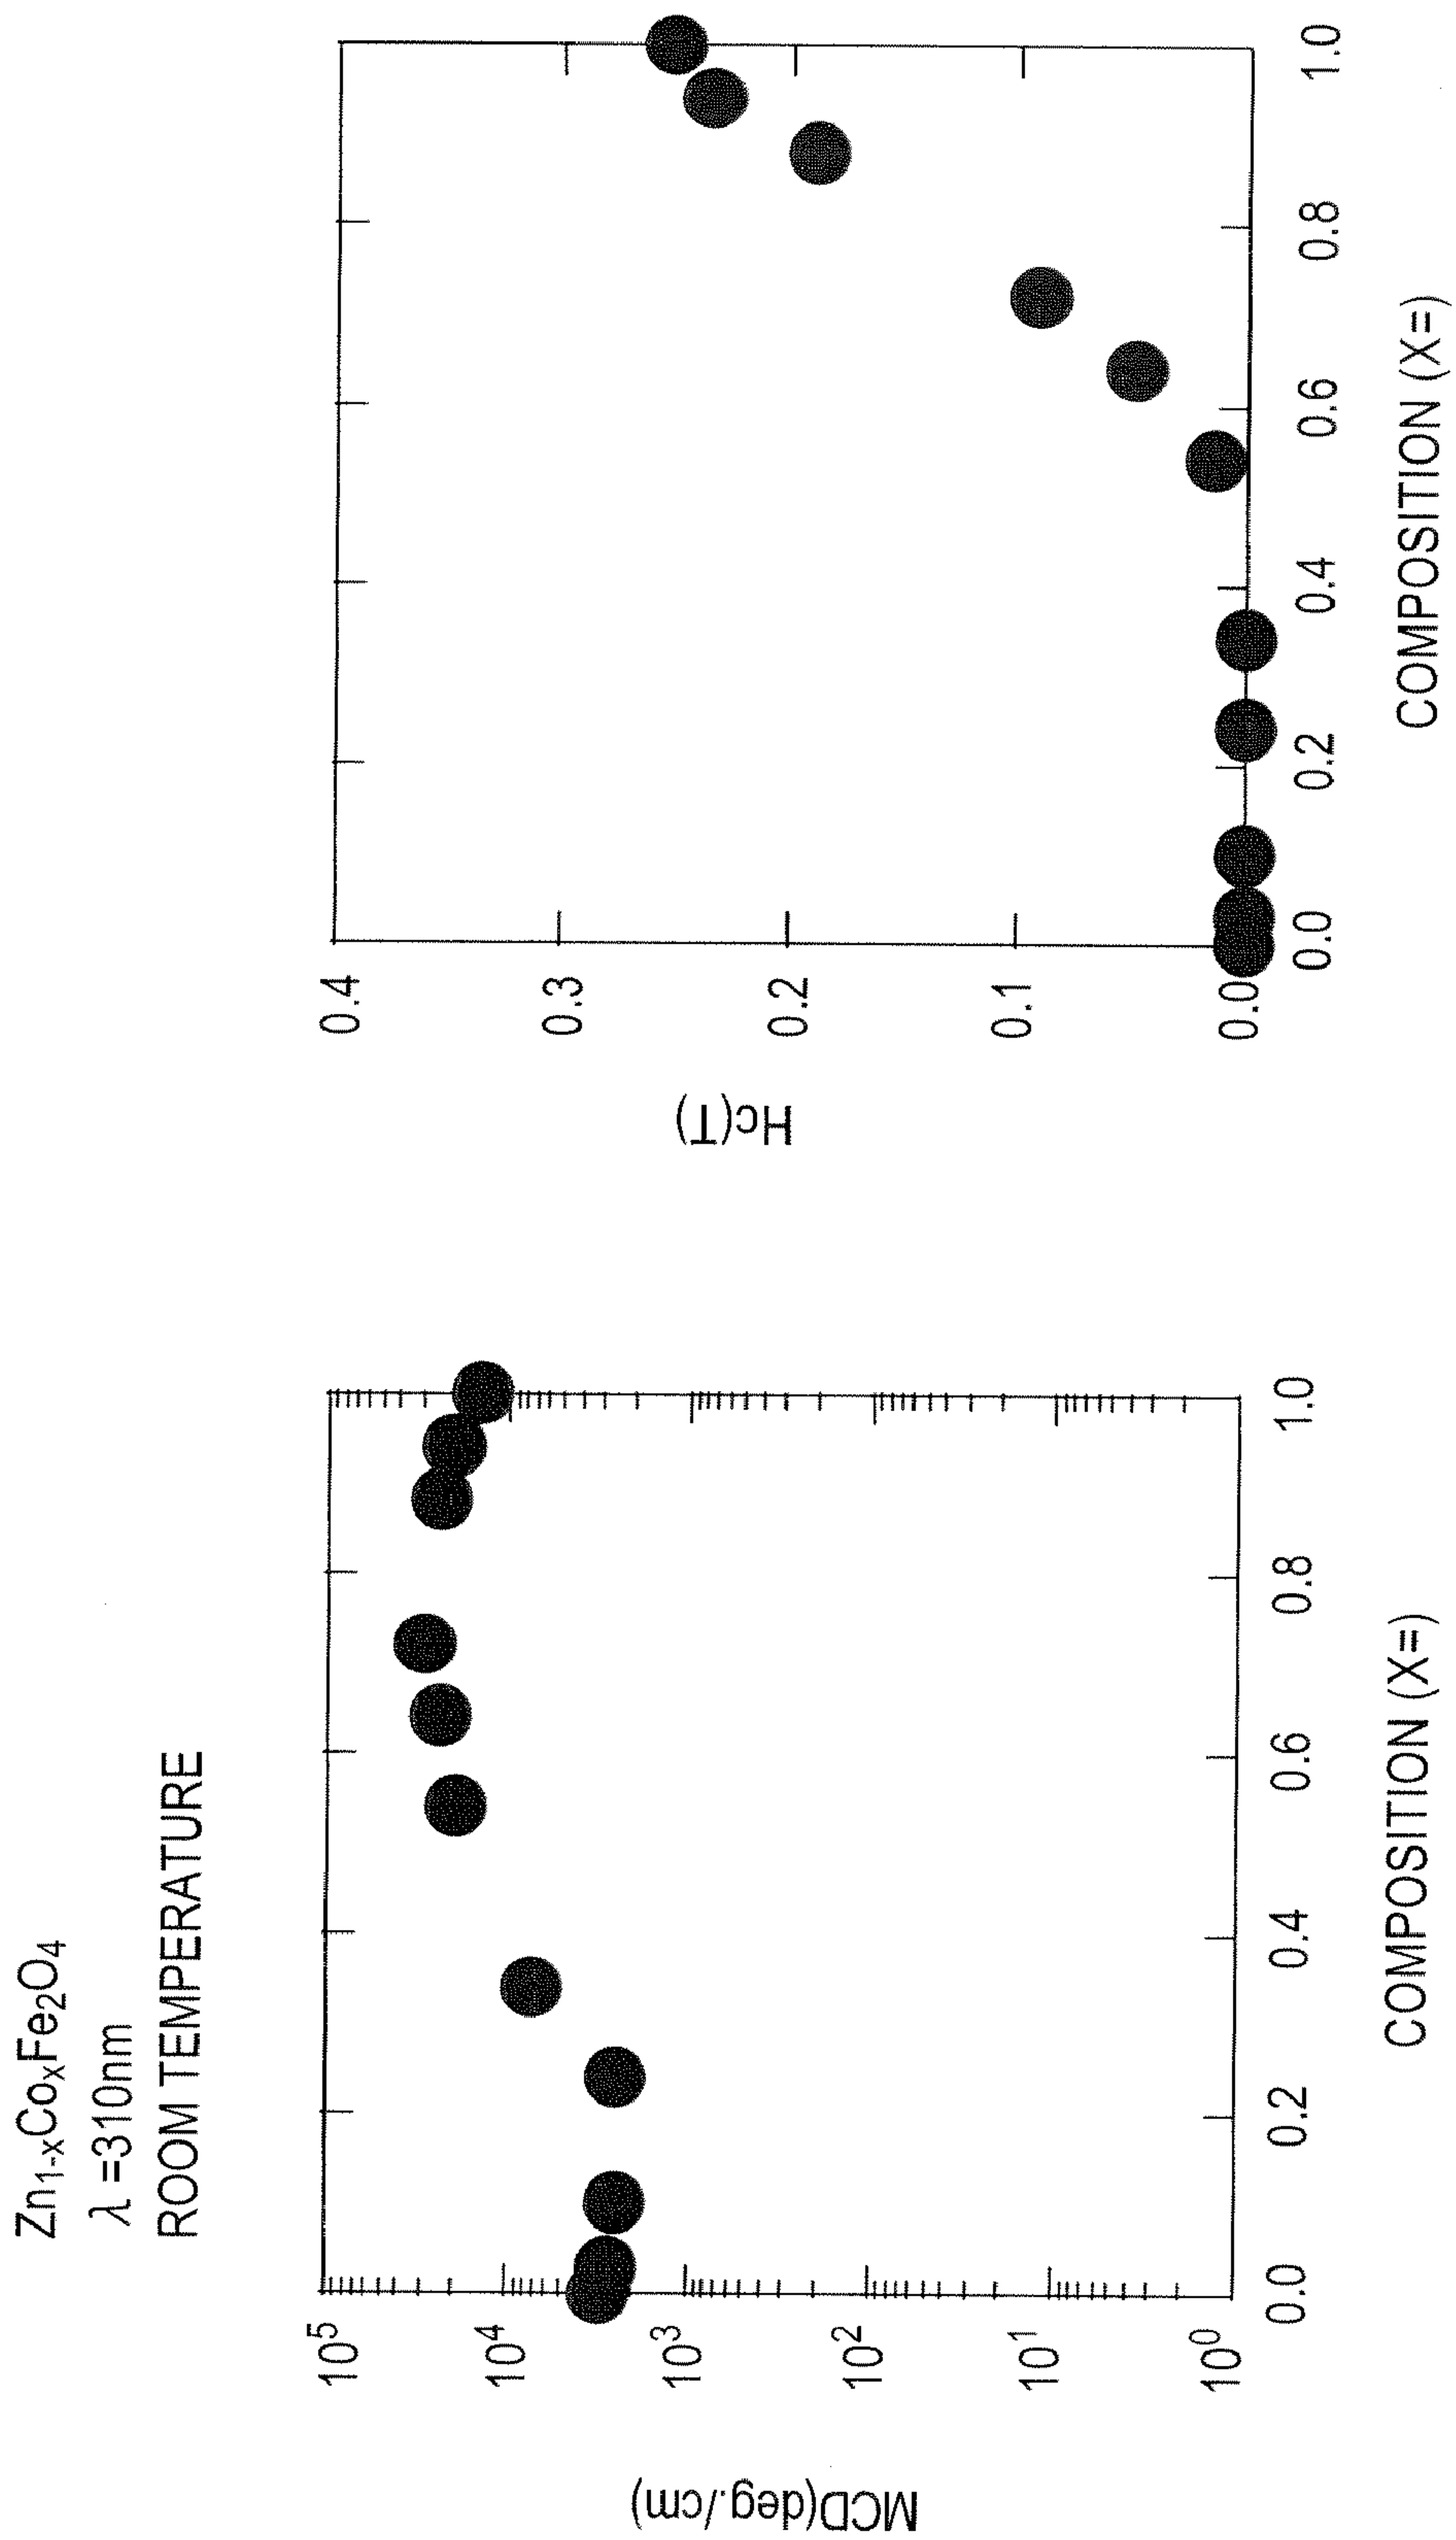 Zn1-xCoxFe2O4
λ =310nm
ROOM TEMPERATURE
MCD(deg./cm)
10^5
10^4
10^3
10^2
10^1
10^0
0.0 0.2 0.4 0.6 0.8 1.0
COMPOSITION (X=)
Hc(T)
0.4
0.3
0.2
0.1
0.0
0.0 0.2 0.4 0.6 0.8 1.0
COMPOSITION (X=)